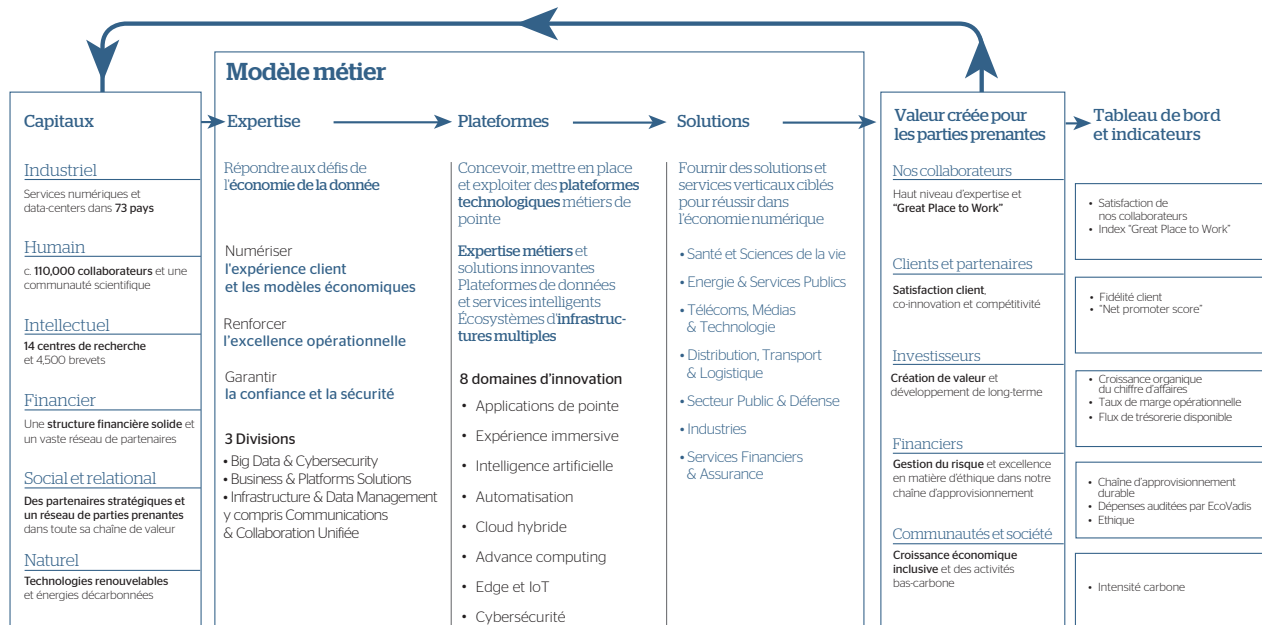 Modèle métier
Capitaux
Industriel
Services numériques et
data-centers dans 73 pays
Humain
c. 110,000 collaborateurs et une
communauté scientifique
Intellectuel
14 centres de recherche
et 4,500 brevets
Financier
Une structure financière solide et
un vaste réseau de partenaires
Social et relational
Des partenaires stratégiques et
un réseau de parties prenantes
dans toute sa chaîne de valeur
Naturel
Technologies renouvelables
et énergies décarbonnées
Expertise
Répondre aux défis de
l'économie de la donnée
Numériser
l'expérience client
et les modèles économiques
Renforcer
l'excellence opérationnelle
Garantir
la confiance et la sécurité
3 Divisions
• Big Data & Cybersecurity
• Business & Platforms Solutions
• Infrastructure & Data Management
y compris Communications
& Collaboration Unifiée
Plateformes
Concevoir, mettre en place
et exploiter des plateformes
technologiques métiers de
pointe
Expertise métiers et
solutions innovantes
Plateformes de données
et services intelligents
Écosystèmes d'infrastruc-
tures multiples
8 domaines d'innovation
• Applications de pointe
• Expérience immersive
• Intelligence artificielle
• Automatisation
• Cloud hybride
• Advance computing
• Edge et IoT
• Cybersécurité
Solutions
Fournir des solutions et
services verticaux ciblés
pour réussir dans
l'économie numérique
• Santé et Sciences de la vie
• Energie & Services Publics
• Télécoms, Médias
& Technologie
• Distribution, Transport
& Logistique
• Secteur Public & Défense
• Industries
• Services Financiers
& Assurance
Valeur créée pour
les parties prenantes
Nos collaborateurs
Haut niveau d'expertise et
"Great Place to Work"
Clients et partenaires
Satisfaction client,
co-innovation et compétitivité
Investisseurs
Création de valeur et
développement de long-terme
Financiers
Gestion du risque et excellence
en matière d'éthique dans notre
chaîne d'approvisionnement
Communautés et société
Croissance économique
inclusive et des activités
bas-carbone
Tableau de bord
et indicateurs
• Satisfaction de
nos collaborateurs
• Index "Great Place to Work"
• Fidélité client
• "Net promoter score"
• Croissance organique
du chiffre d'affaires
• Taux de marge opérationnelle
• Flux de trésorerie disponible
• Chaîne d'approvisionnement
durable
• Dépenses auditées par EcoVadis
• Ethique
• Intensité carbone